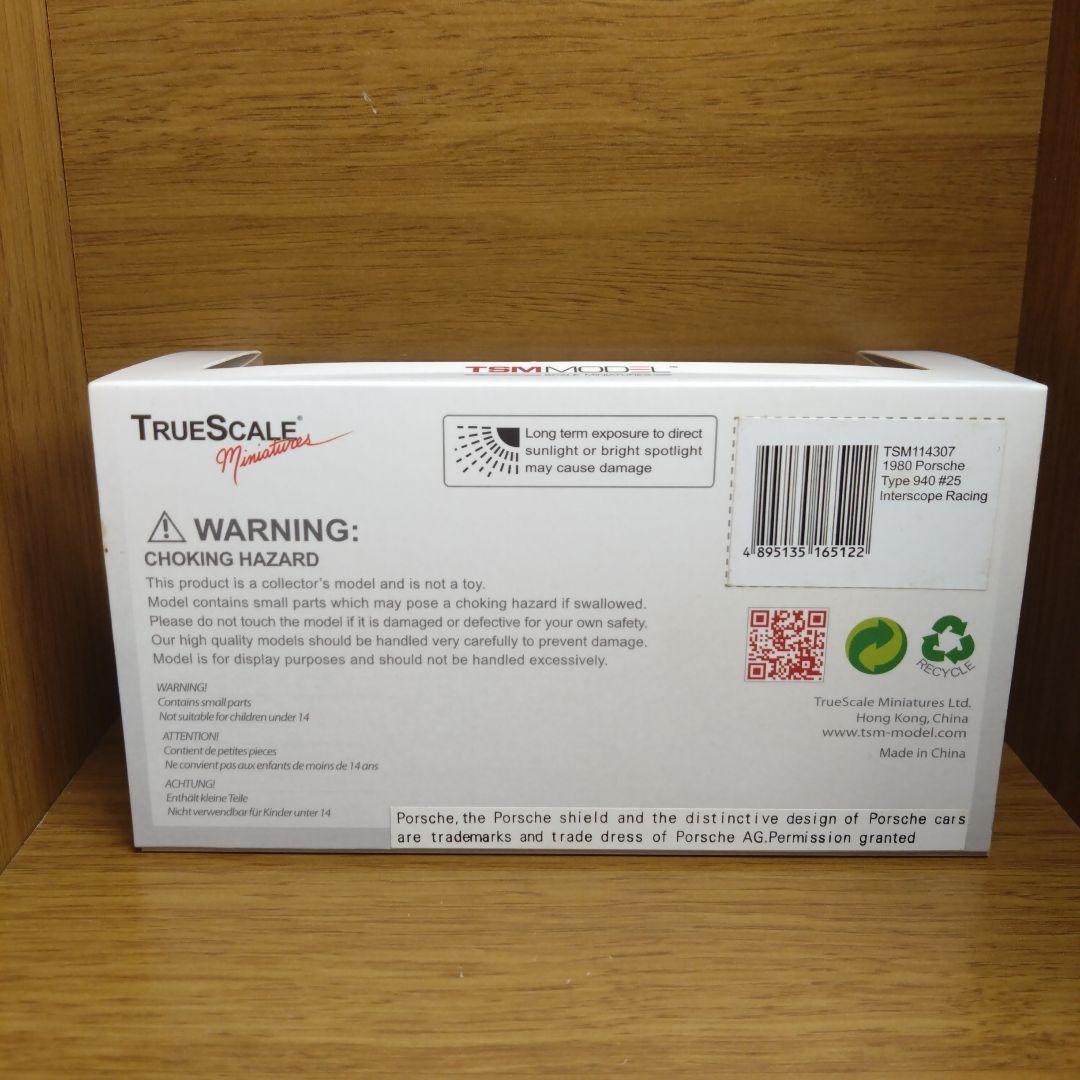 TSMMODEL™
SCALE MINIATURES
TRUESCALE®
Miniatures
Long term exposure to direct
sunlight or bright spotlight
may cause damage
TSM114307
1980 Porsche
Type 940 #25
Interscope Racing
4 895135 165122
WARNING:
CHOKING HAZARD
This product is a collector's model and is not a toy.
Model contains small parts which may pose a choking hazard if swallowed.
Please do not touch the model if it is damaged or defective for your own safety.
Our high quality models should be handled very carefully to prevent damage.
Model is for display purposes and should not be handled excessively.
WARNING!
Contains small parts
Not suitable for children under 14
ATTENTION!
Contient de petites pieces
Ne convient pas aux enfants de moins de 14 ans
ACHTUNG!
Enthält kleine Teile
Nicht verwendbar für Kinder unter 14
RECYCLE
TrueScale Miniatures Ltd.
Hong Kong, China
www.tsm-model.com
Made in China
Porsche, the Porsche shield and the distinctive design of Porsche cars
are trademarks and trade dress of Porsche AG.Permission granted